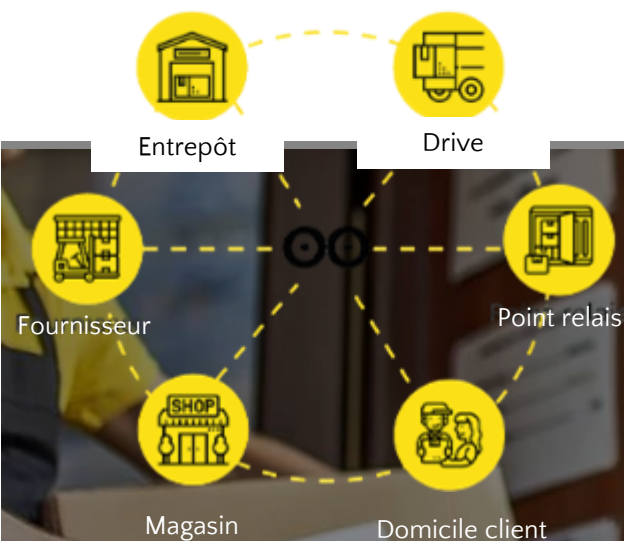 Entrepôt
Drive
Fournisseur
Point relais
SHOP
Magasin
Domicile client